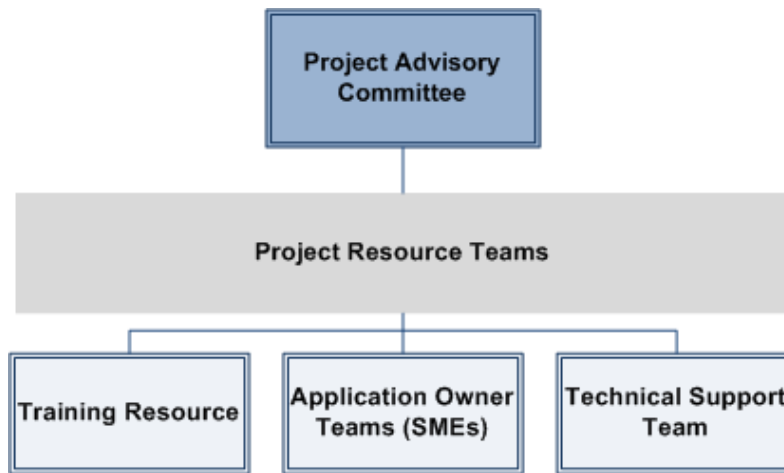 Project Advisory
Committee
Project Resource Teams
Training Resource
Application Owner
Teams (SMEs)
Technical Support
Team